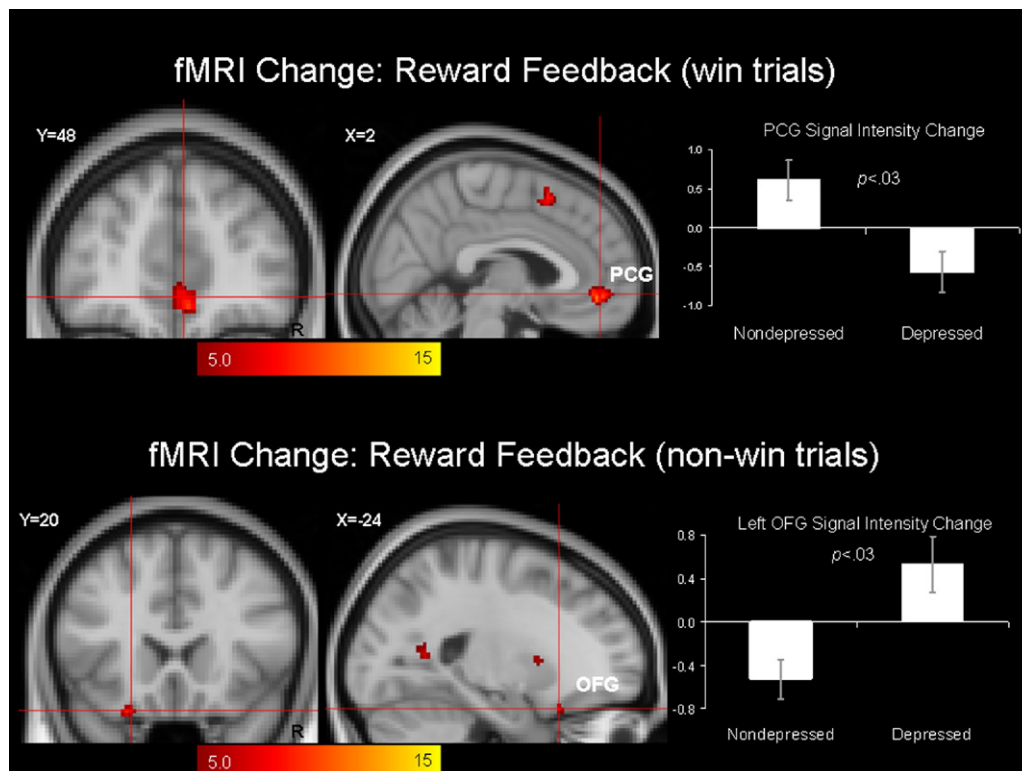 fMRI Change: Reward Feedback (win trials)
Y=48
X=2
PCG
R
5.0 15
PCG Signal Intensity Change
p<.03
1.0
0.5
0.0
-0.5
-1.0
Nondepressed Depressed
fMRI Change: Reward Feedback (non-win trials)
Y=20
X=-24
OFG
R
5.0 15
Left OFG Signal Intensity Change
p<.03
0.8
0.4
0.0
-0.4
-0.8
Nondepressed Depressed